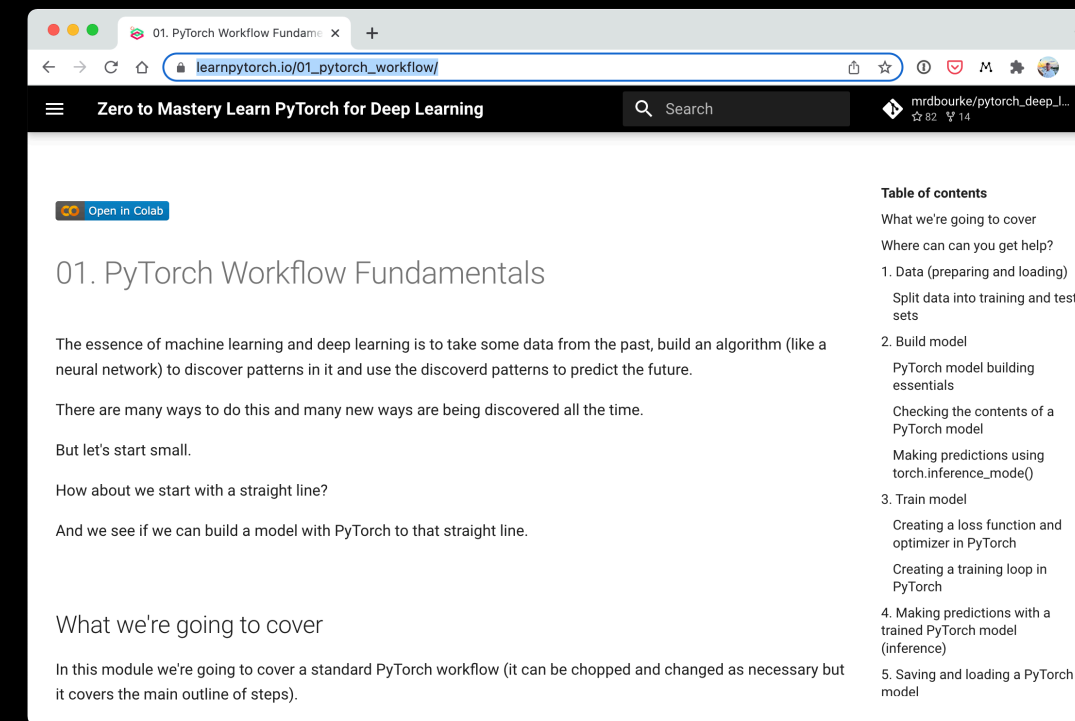 01. PyTorch Workflow Fundame
learnpytorch.io/01_pytorch_workflow/
Zero to Mastery Learn PyTorch for Deep Learning
Search
mrdbourke/pytorch_deep_l...
82 14
Open in Colab
01. PyTorch Workflow Fundamentals
The essence of machine learning and deep learning is to take some data from the past, build an algorithm (like a
neural network) to discover patterns in it and use the discoverd patterns to predict the future.
There are many ways to do this and many new ways are being discovered all the time.
But let's start small.
How about we start with a straight line?
And we see if we can build a model with PyTorch to that straight line.
What we're going to cover
In this module we're going to cover a standard PyTorch workflow (it can be chopped and changed as necessary but
it covers the main outline of steps).
Table of contents
What we're going to cover
Where can can you get help?
1. Data (preparing and loading)
Split data into training and test
sets
2. Build model
PyTorch model building
essentials
Checking the contents of a
PyTorch model
Making predictions using
torch.inference_mode()
3. Train model
Creating a loss function and
optimizer in PyTorch
Creating a training loop in
PyTorch
4. Making predictions with a
trained PyTorch model
(inference)
5. Saving and loading a PyTorch
model